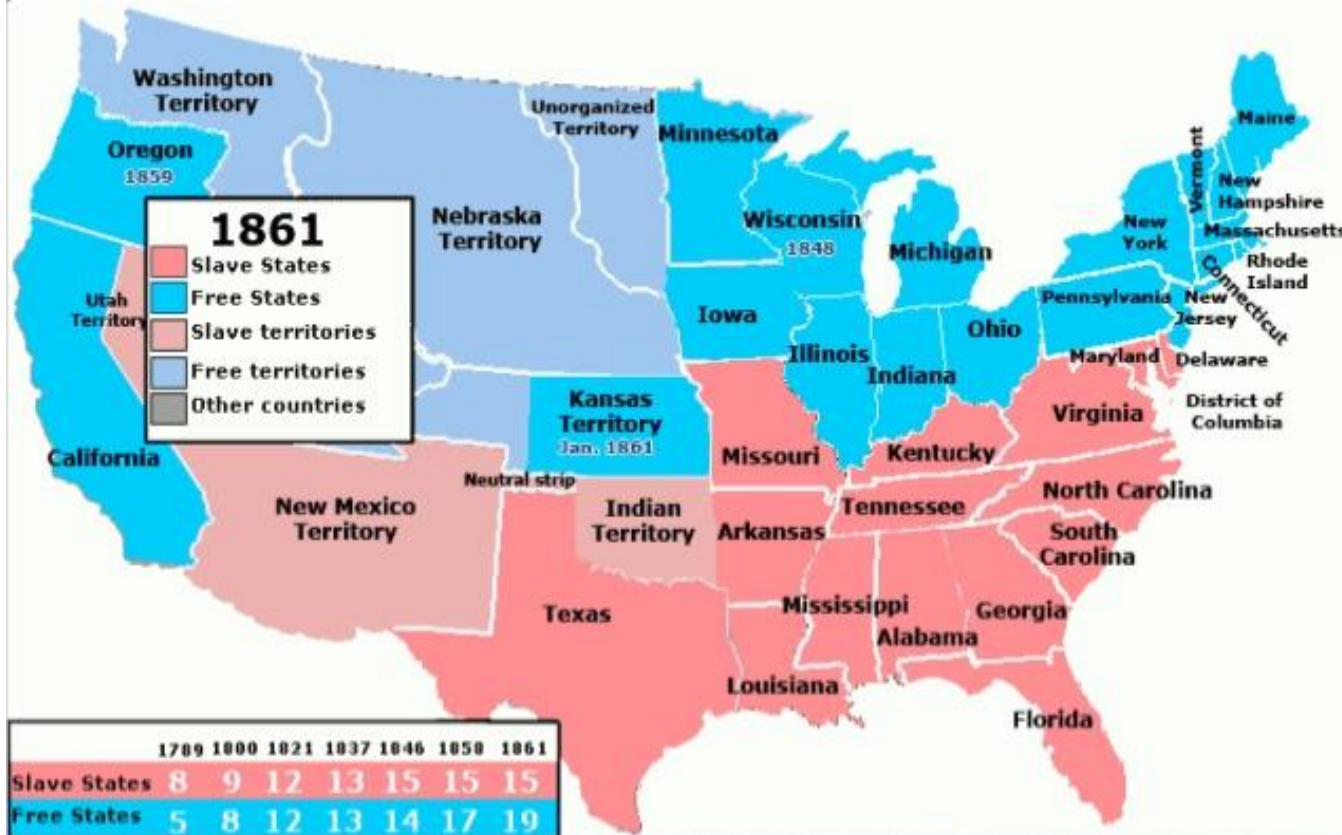 Washington
Territory
Oregon
1859
Unorganized
Territory
Minnesota
Nebraska
Territory
Wisconsin
1848
Michigan
Maine
Vermont
New
Hampshire
New
York
Massachusetts
Rhode
Island
Connecticut
Pennsylvania
New
Jersey
1861
Slave States
Free States
Slave territories
Free territories
Other countries
Utah
Territory
Iowa
Illinois
Indiana
Ohio
Maryland
Delaware
District of
Columbia
Virginia
California
Kansas
Territory
Jan. 1861
Missouri
Kentucky
Neutral strip
New Mexico
Territory
Indian
Territory
Arkansas
Tennessee
North Carolina
South
Carolina
Texas
Mississippi
Alabama
Georgia
Louisiana
Florida
1789 1800 1821 1837 1846 1858 1861
Slave States 8 9 12 13 15 15 15
Free States 5 8 12 13 14 17 19